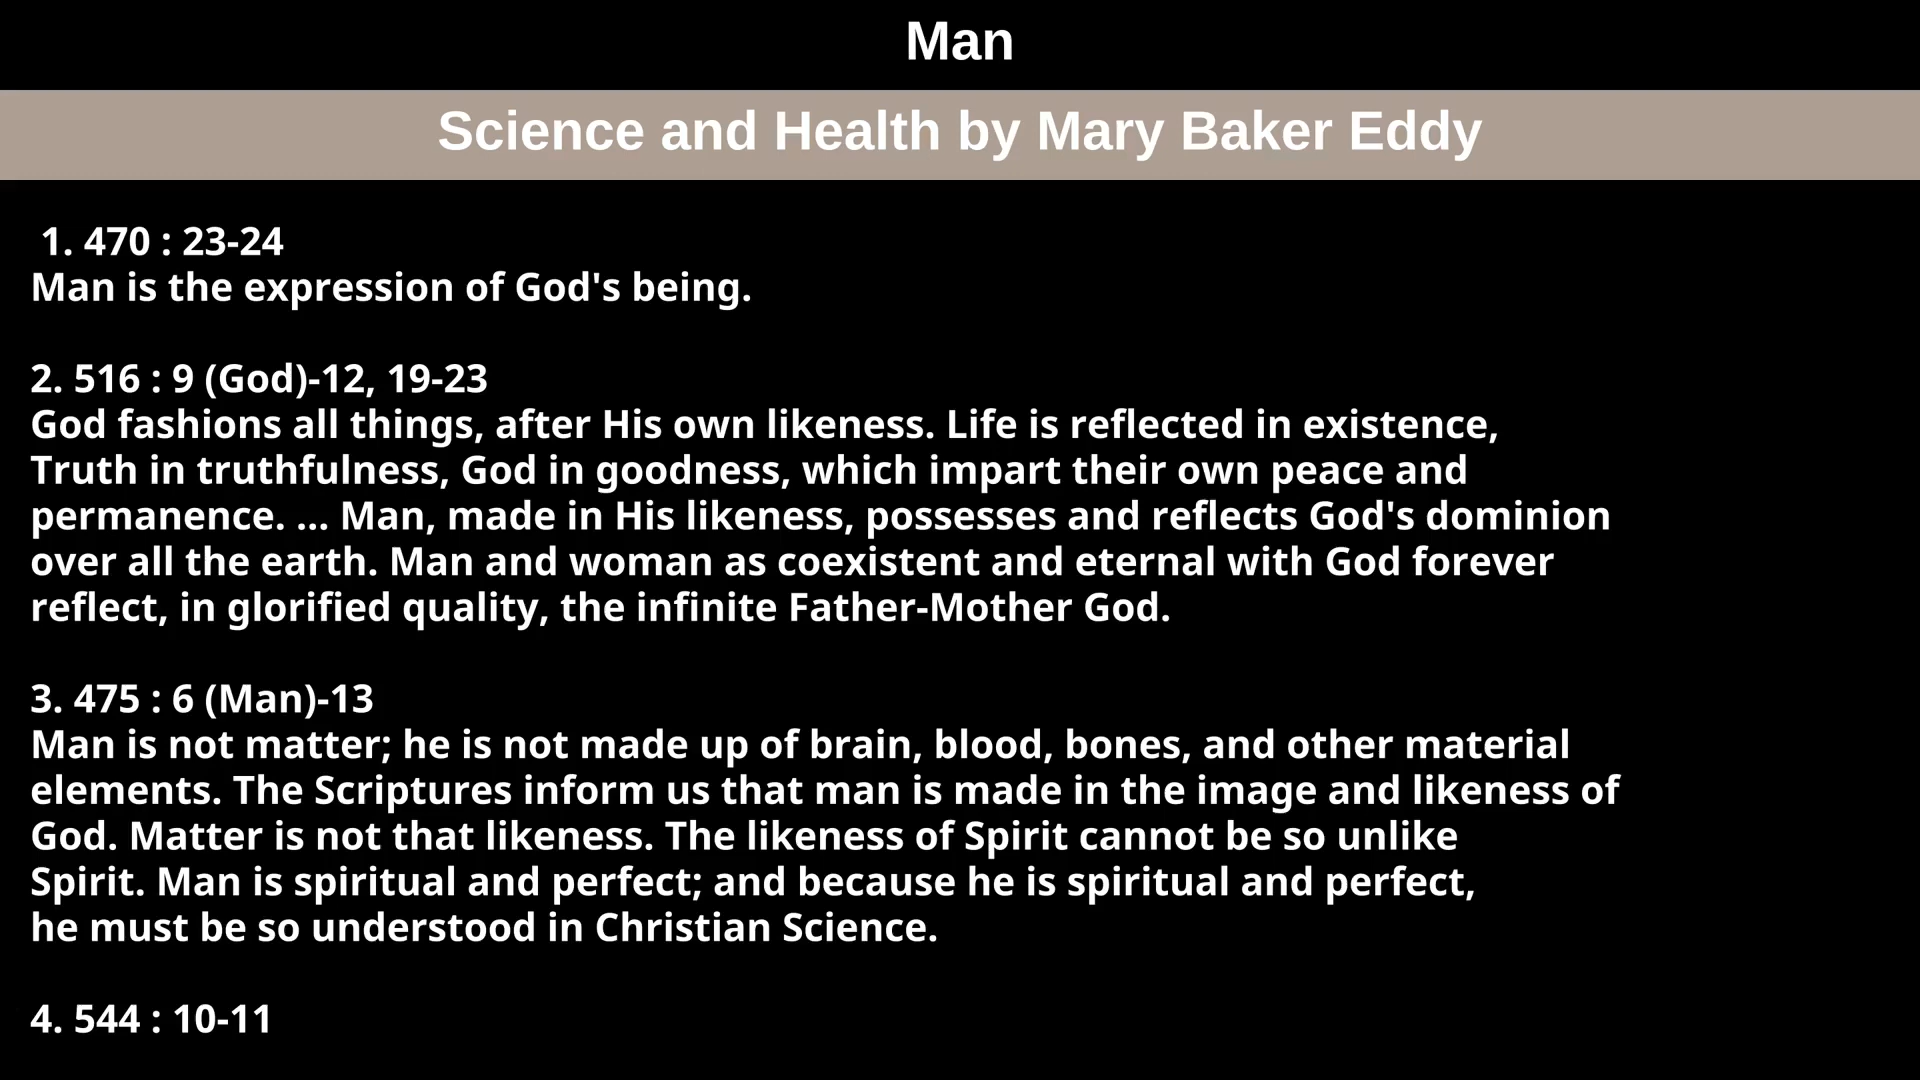 Man
Science and Health by Mary Baker Eddy
1. 470 : 23-24
Man is the expression of God's being.
2. 516 : 9 (God)-12, 19-23
God fashions all things, after His own likeness. Life is reflected in existence,
Truth in truthfulness, God in goodness, which impart their own peace and
permanence. ... Man, made in His likeness, possesses and reflects God's dominion
over all the earth. Man and woman as coexistent and eternal with God forever
reflect, in glorified quality, the infinite Father-Mother God.
3. 475 : 6 (Man)-13
Man is not matter; he is not made up of brain, blood, bones, and other material
elements. The Scriptures inform us that man is made in the image and likeness of
God. Matter is not that likeness. The likeness of Spirit cannot be so unlike
Spirit. Man is spiritual and perfect; and because he is spiritual and perfect,
he must be so understood in Christian Science.
4. 544 : 10-11